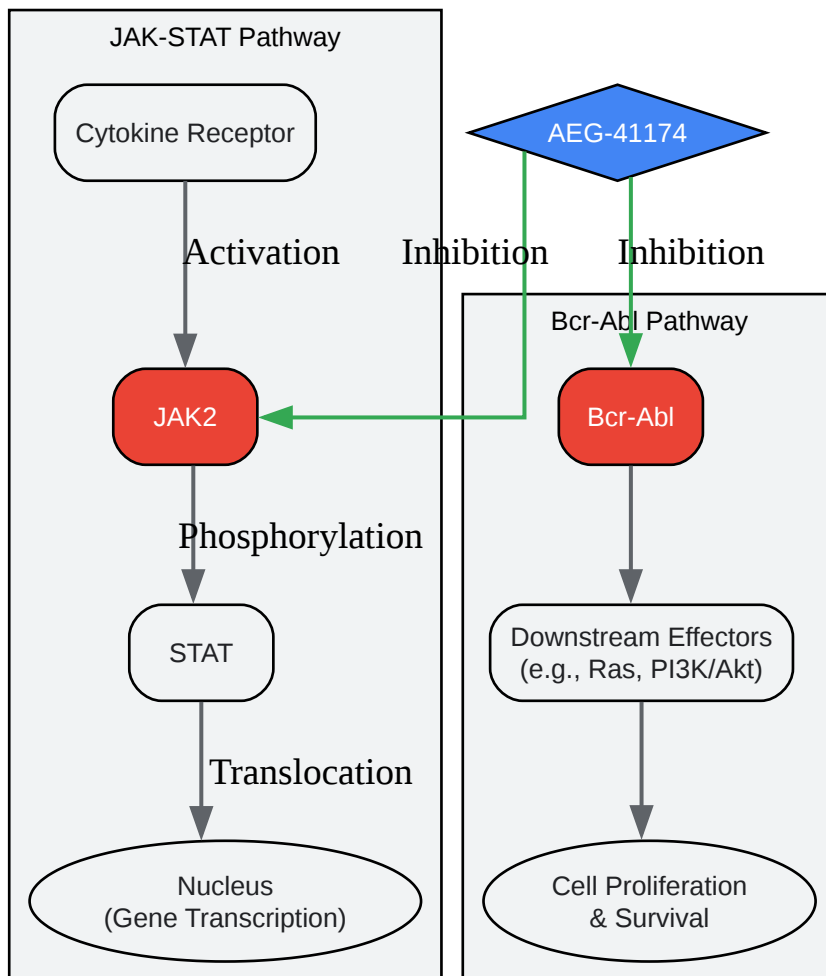 JAK-STAT Pathway
Cytokine Receptor
AEG-41174
Activation
Inhibition
Inhibition
Bcr-Abl Pathway
JAK2
Bcr-Abl
Phosphorylation
STAT
Downstream Effectors
(e.g., Ras, PI3K/Akt)
Translocation
Nucleus
(Gene Transcription)
Cell Proliferation
& Survival